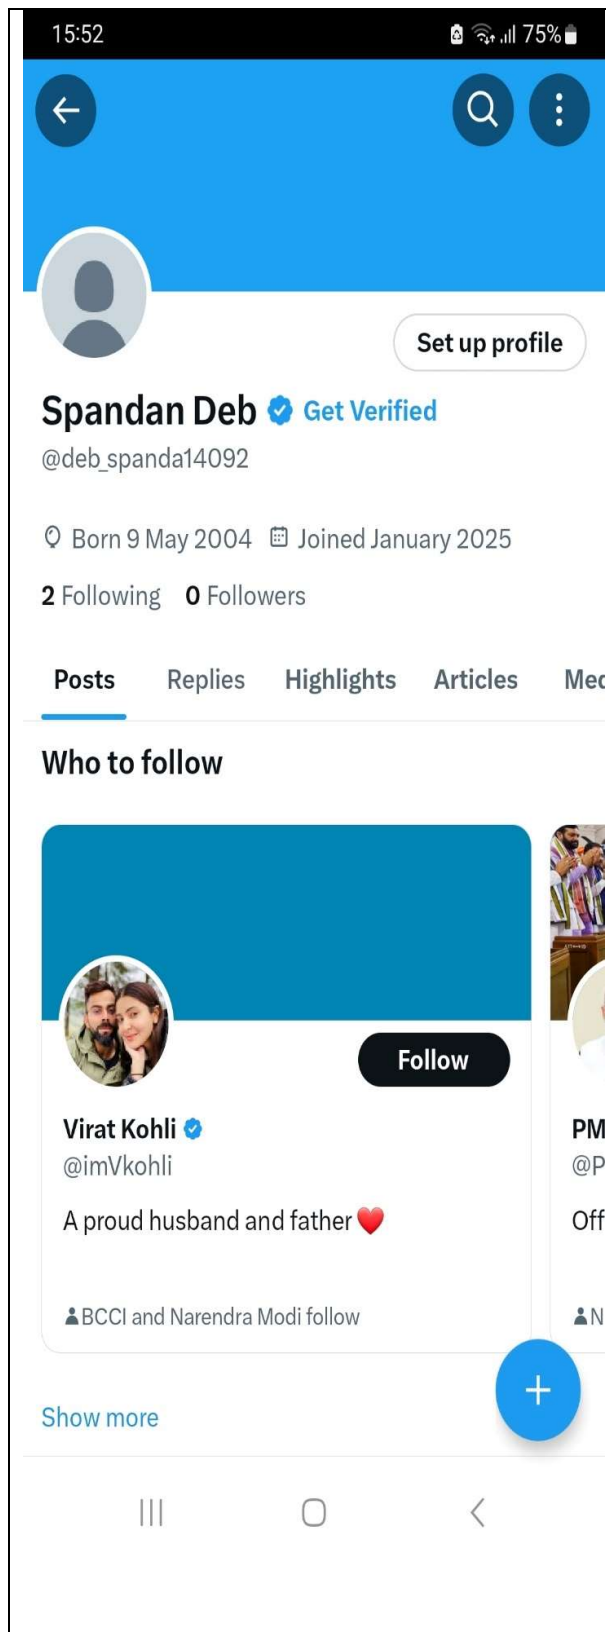 15:52 75%
Set up profile
Spandan Deb Get Verified
@deb_spanda14092
Born 9 May 2004 Joined January 2025
2 Following 0 Followers
Posts Replies Highlights Articles Med
Who to follow
Follow
Virat Kohli
@imVkohli
A proud husband and father ❤️
BCCI and Narendra Modi follow
PM
@P
Off
N
Show more